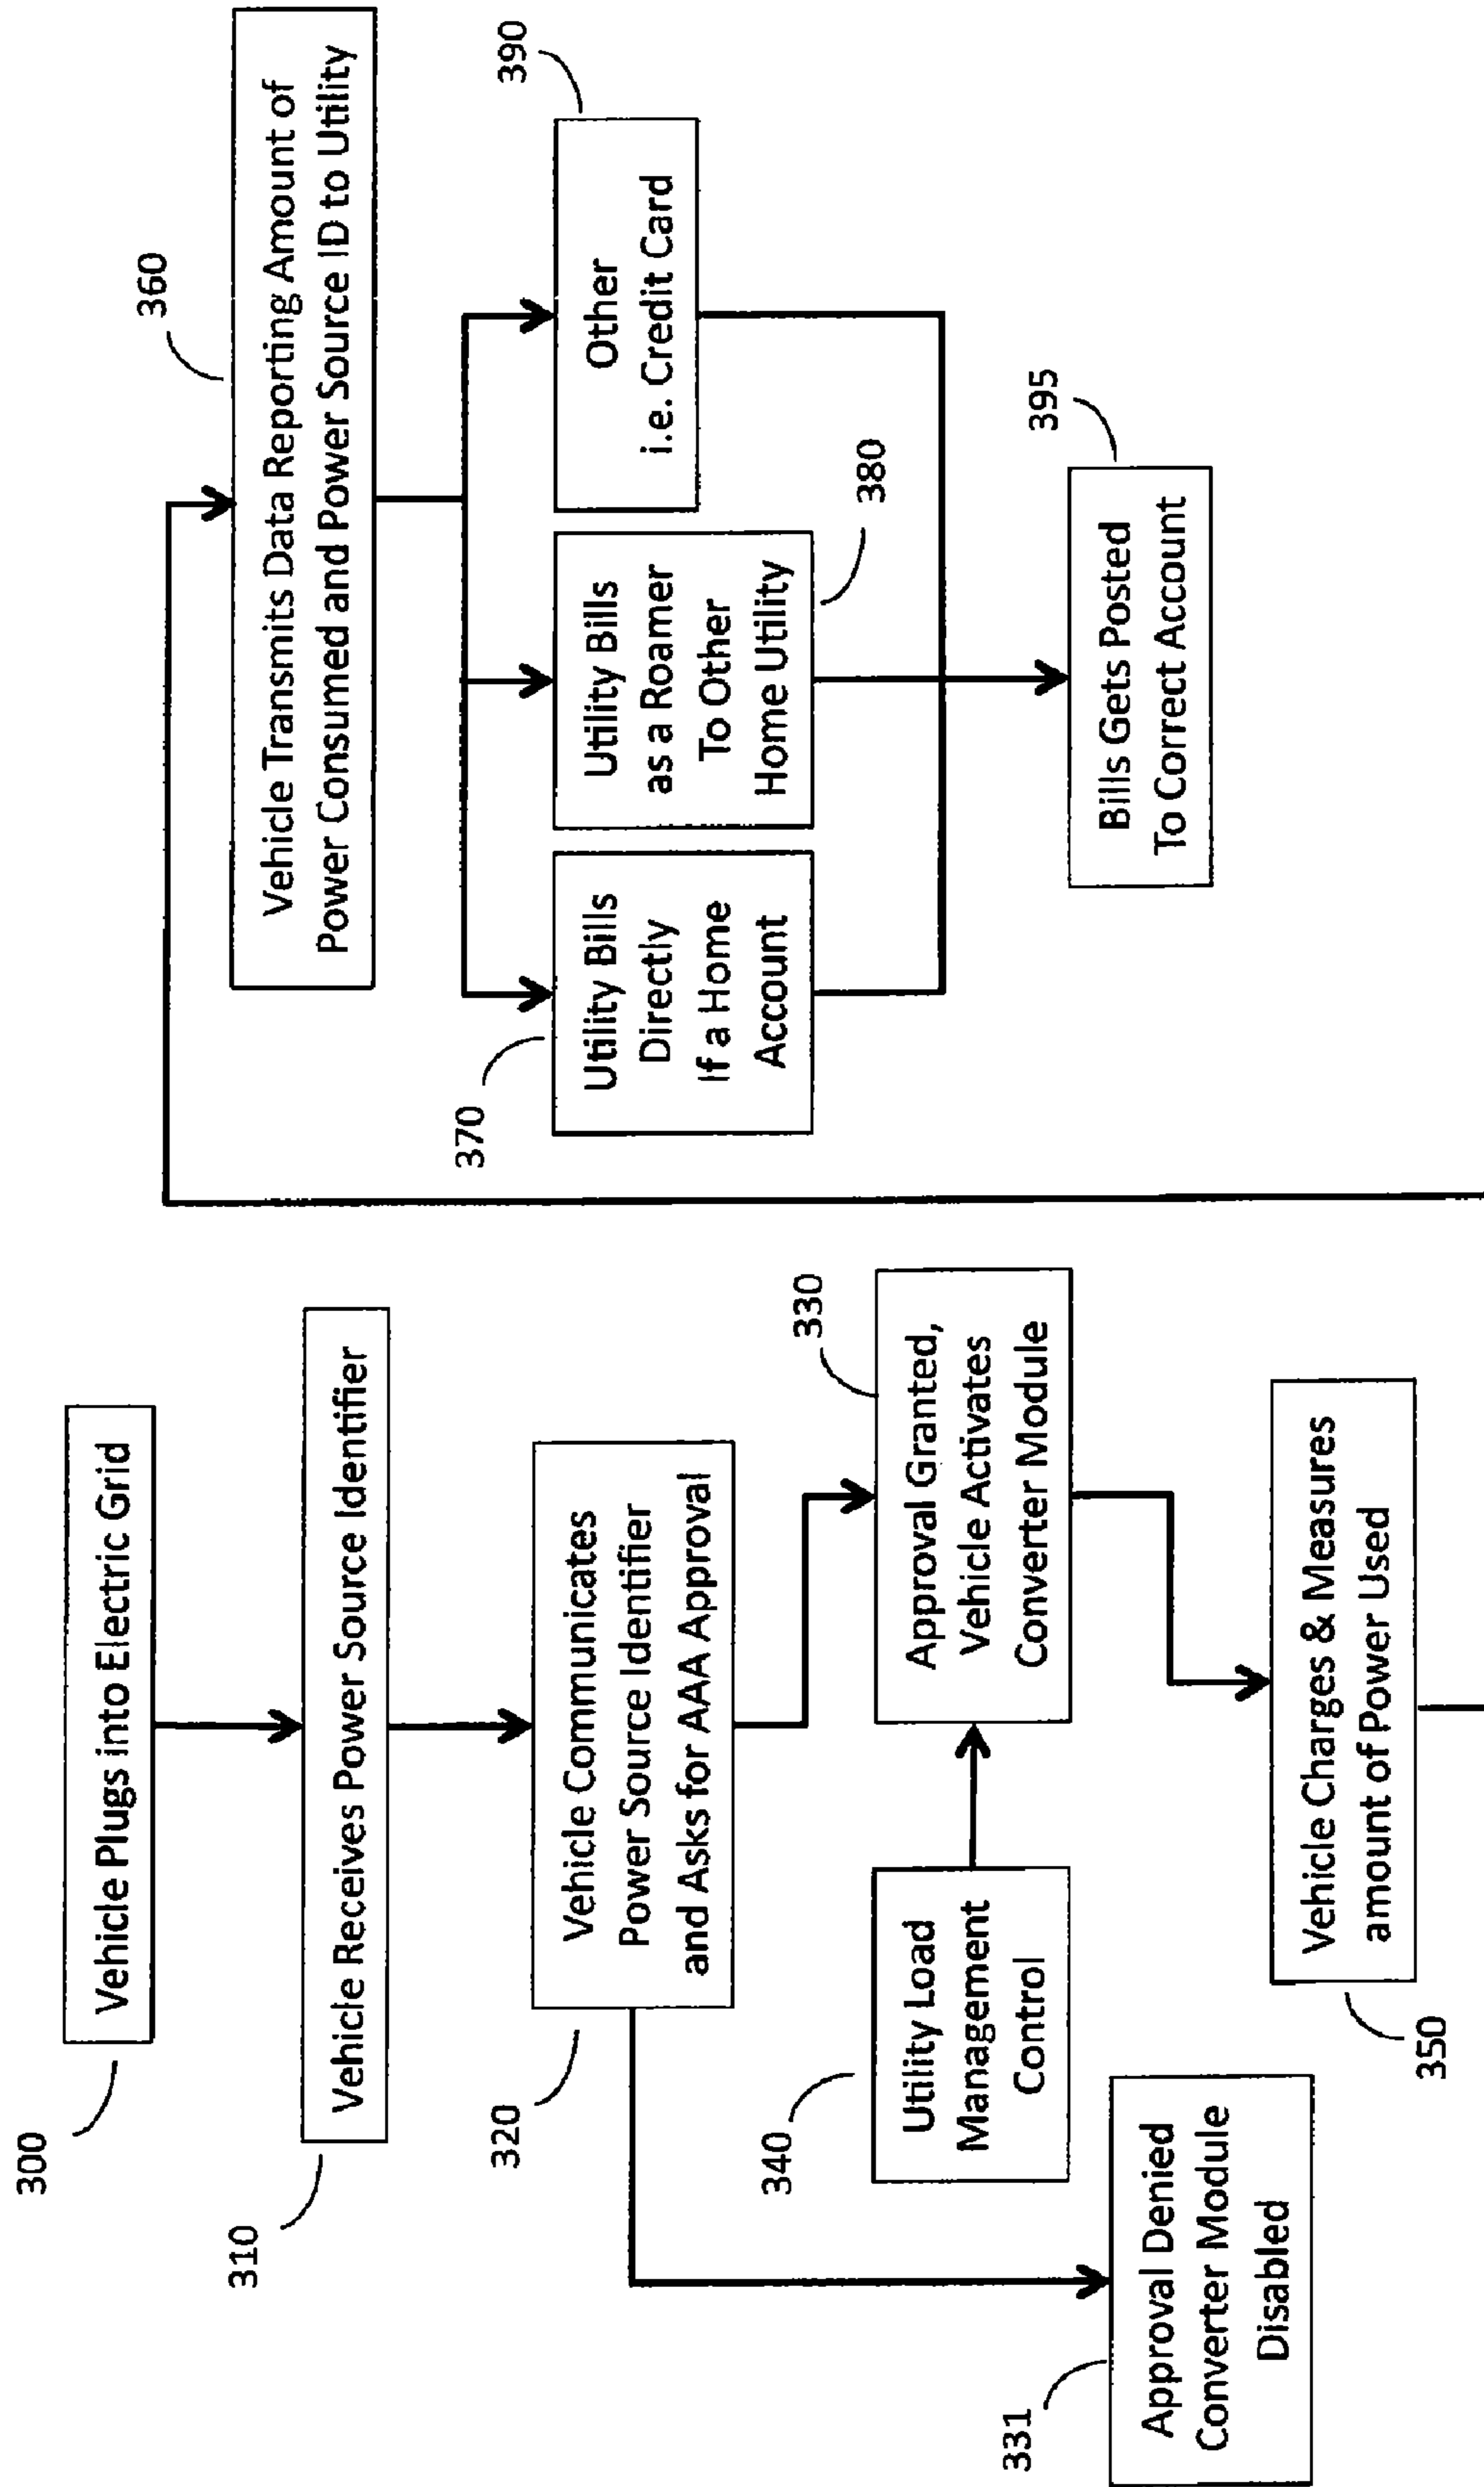 300
Vehicle Plugs into Electric Grid
310
Vehicle Receives Power Source Identifier
320
Vehicle Communicates
Power Source Identifier
and Asks for AAA Approval
330
Approval Granted,
Vehicle Activates
Converter Module
340
Utility Load
Management
Control
331
Approval Denied
Converter Module
Disabled
350
Vehicle Charges & Measures
amount of Power Used
360
Vehicle Transmits Data Reporting Amount of
Power Consumed and Power Source ID to Utility
370
Utility Bills
Directly
If a Home
Account
380
Utility Bills
as a Roamer
To Other
Home Utility
390
Other
i.e. Credit Card
395
Bills Gets Posted
To Correct Account